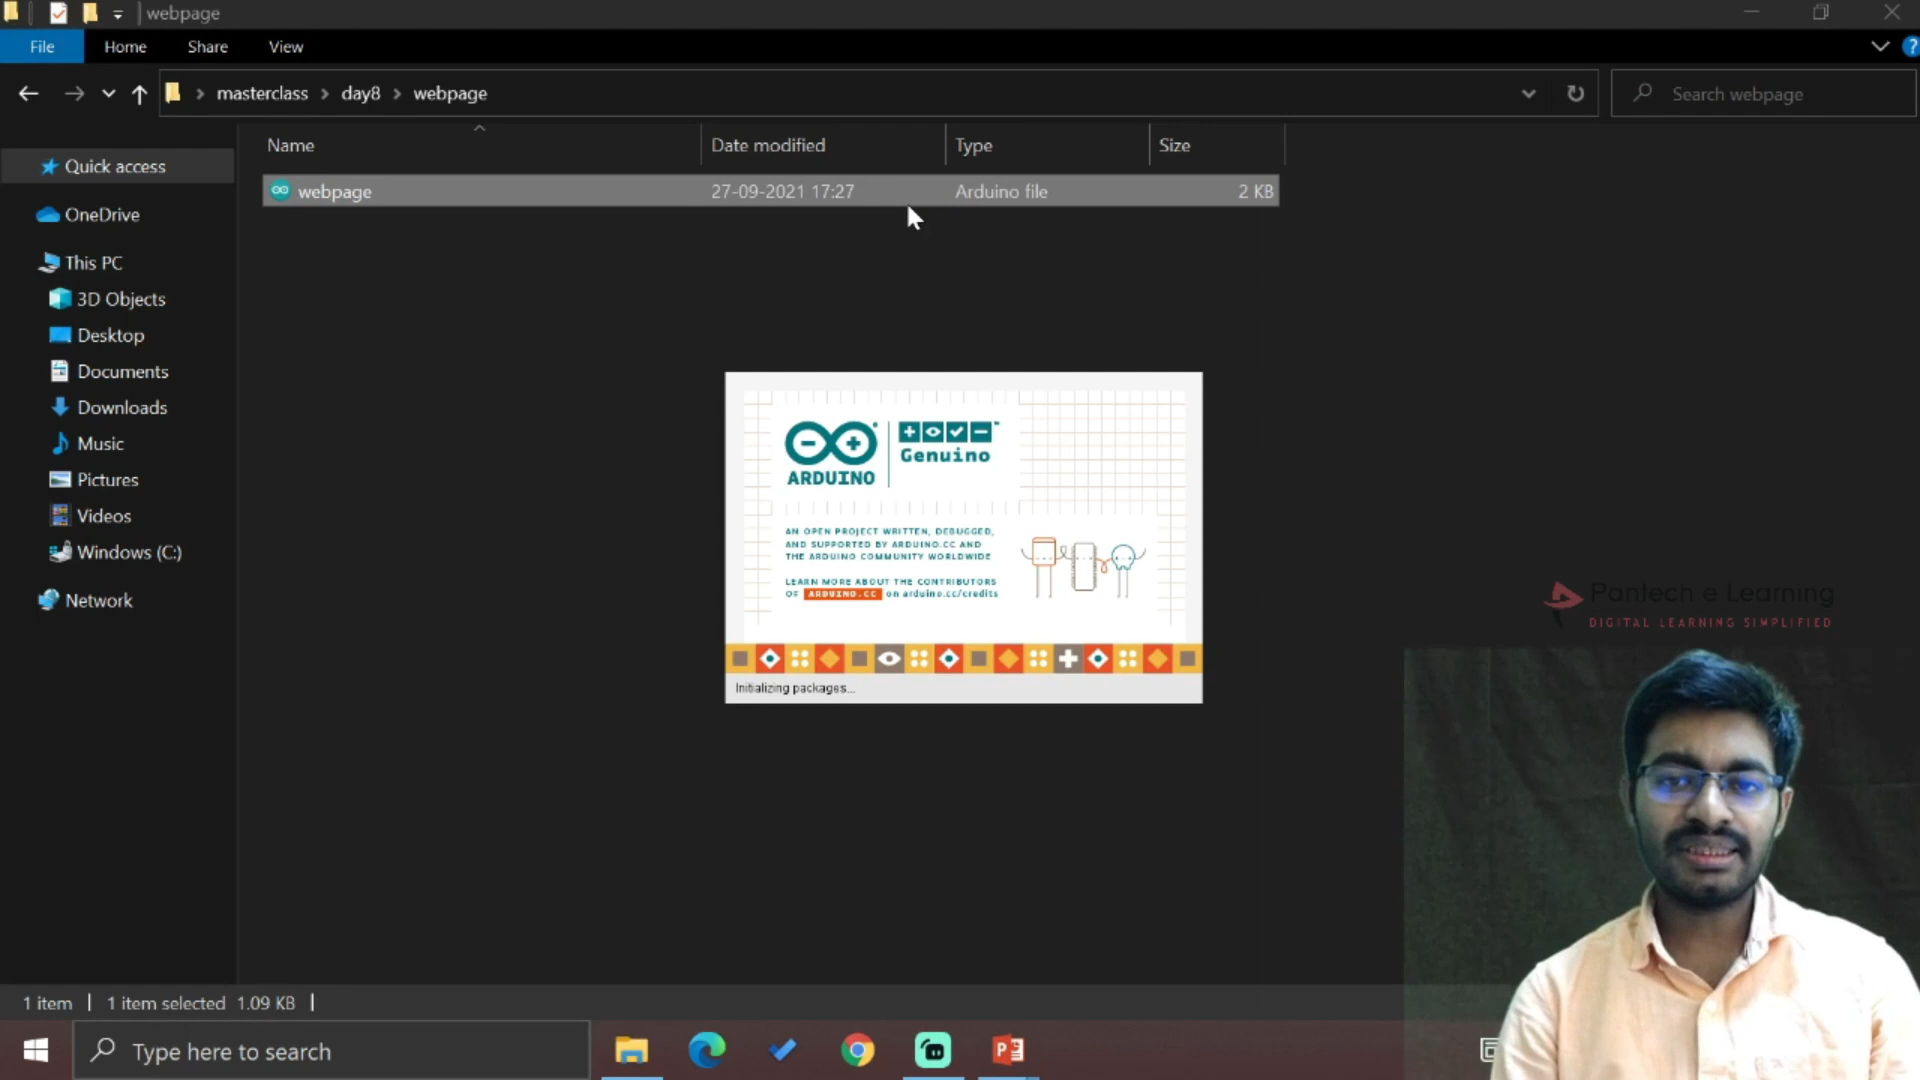 webpage
File Home Share View
masterclass day8 webpage
Search webpage
Name Date modified Type Size
webpage 27-09-2021 17:27 Arduino file 2 KB
Quick access
OneDrive
This PC
3D Objects
Desktop
Documents
Downloads
Music
Pictures
Videos
Windows (C:)
Network
ARDUINO
Genuino
AN OPEN PROJECT WRITTEN, DEBUGGED,
AND SUPPORTED BY ARDUINO.CC AND
THE ARDUINO COMMUNITY WORLDWIDE
LEARN MORE ABOUT THE CONTRIBUTORS
OF ARDUINO.CC on arduino.cc/credits
Initializing packages...
Pantech e Learning
DIGITAL LEARNING SIMPLIFIED
1 item 1 item selected 1.09 KB
Type here to search